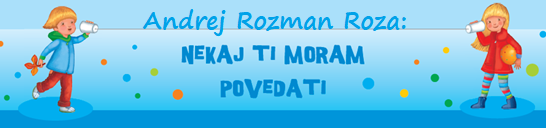 Andrej Rozman Roza:
NEKAJ TI MORAM
POVEDATI